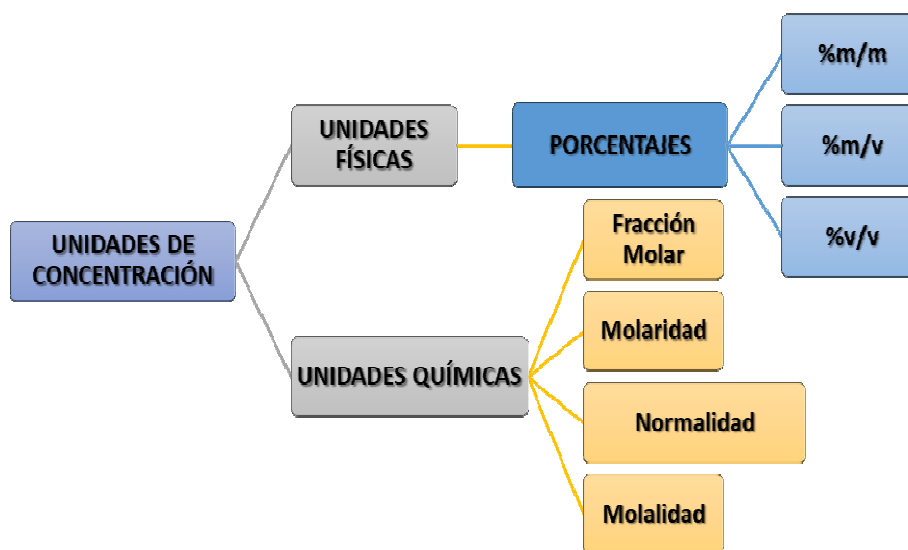 UNIDADES DE
CONCENTRACIÓN
UNIDADES
FÍSICAS
PORCENTAJES
%m/m
%m/v
%v/v
UNIDADES QUÍMICAS
Fracción
Molar
Molaridad
Normalidad
Molalidad